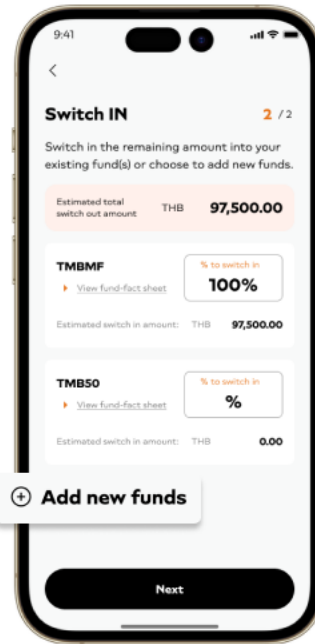 9:41
Switch IN
2 / 2
Switch in the remaining amount into your
existing fund(s) or choose to add new funds.
Estimated total
switch out amount
THB
97,500.00
TMBMF
% to switch in
100%
View fund-fact sheet
Estimated switch in amount:
THB
97,500.00
TMB50
% to switch in
%
View fund-fact sheet
Estimated switch in amount:
THB
0.00
Add new funds
Next